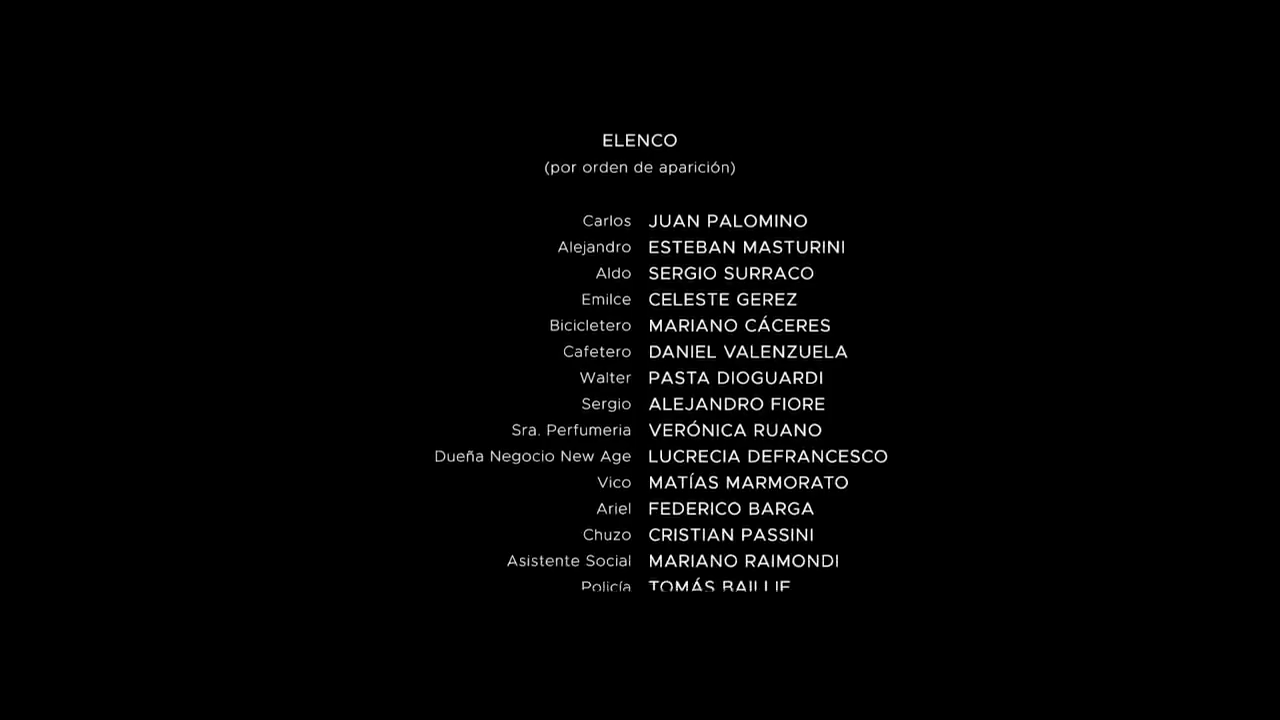 ELENCO
(por orden de aparición)
Carlos JUAN PALOMINO
Alejandro ESTEBAN MASTURINI
Aldo SERGIO SURRACO
Emilce CELESTE GEREZ
Bicicletero MARIANO CÁCERES
Cafetero DANIEL VALENZUELA
Walter PASTA DIOGUARDI
Sergio ALEJANDRO FIORE
Sra. Perfumeria VERÓNICA RUANO
Dueña Negocio New Age LUCRECIA DEFRANCESCO
Vico MATÍAS MARMORATO
Ariel FEDERICO BARGA
Chuzo CRISTIAN PASSINI
Asistente Social MARIANO RAIMONDI
Policía TOMÁS BAILLIE